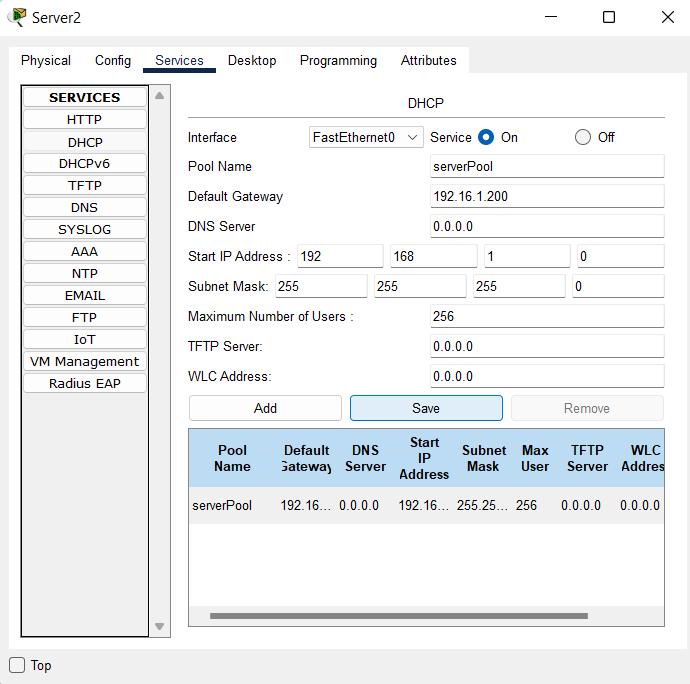 Server2
Physical Config Services Desktop Programming Attributes
SERVICES
HTTP
DHCP
DHCPv6
TFTP
DNS
SYSLOG
AAA
NTP
EMAIL
FTP
IoT
VM Management
Radius EAP
DHCP
Interface FastEthernet0 Service On Off
Pool Name serverPool
Default Gateway 192.16.1.200
DNS Server 0.0.0.0
Start IP Address : 192 168 1 0
Subnet Mask: 255 255 255 0
Maximum Number of Users : 256
TFTP Server: 0.0.0.0
WLC Address: 0.0.0.0
Add Save Remove
Pool Name Default Gateway DNS Server Start IP Address Subnet Mask Max User TFTP Server WLC Addres
serverPool 192.16... 0.0.0.0 192.16... 255.25... 256 0.0.0.0 0.0.0.0
Top